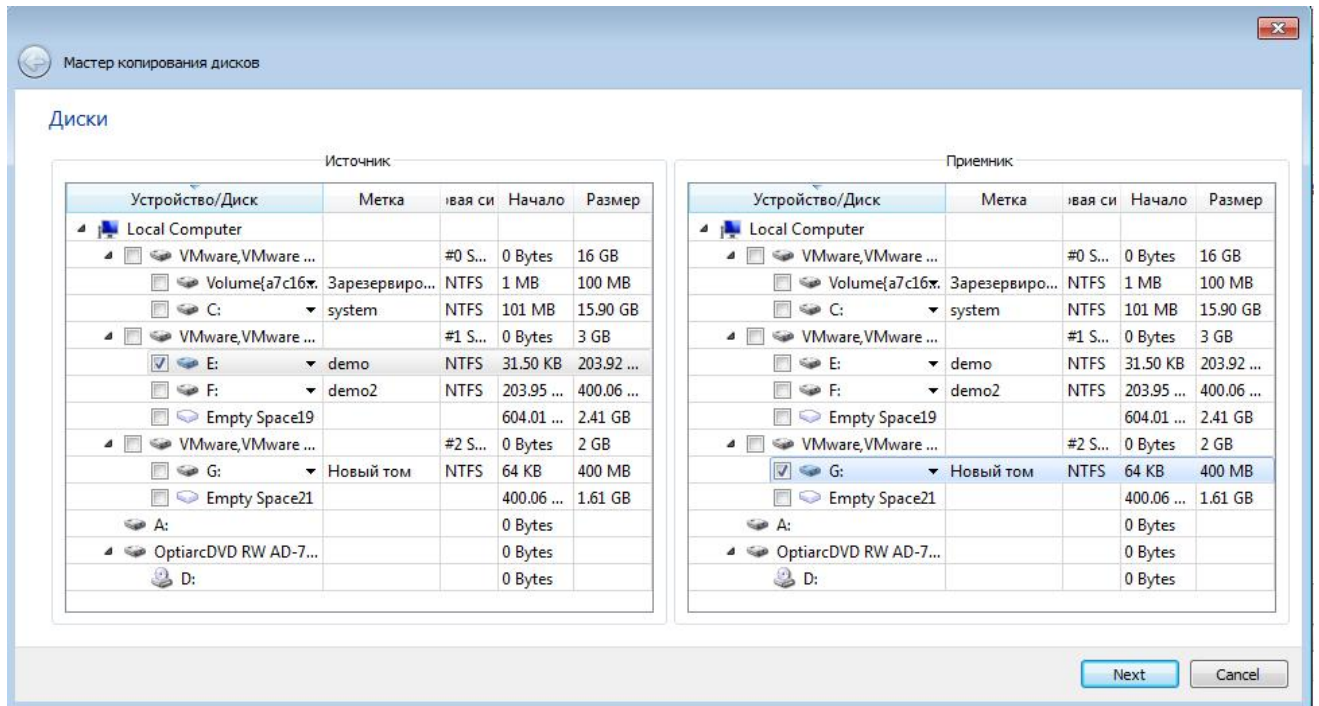 Мастер копирования дисков
Диски
Источник
Устройство/Диск Метка ›вая си Начало Размер
Local Computer
VMware,VMware ... #0 S... 0 Bytes 16 GB
Volume{a7c16 Зарезервиро... NTFS 1 MB 100 MB
C: system NTFS 101 MB 15.90 GB
VMware,VMware ... #1 S... 0 Bytes 3 GB
E: demo NTFS 31.50 KB 203.92 ...
F: demo2 NTFS 203.95 ... 400.06 ...
Empty Space19 604.01 ... 2.41 GB
VMware,VMware ... #2 S... 0 Bytes 2 GB
G: Новый том NTFS 64 KB 400 MB
Empty Space21 400.06 ... 1.61 GB
A: 0 Bytes
OptiarcDVD RW AD-7... 0 Bytes
D: 0 Bytes
Приемник
Устройство/Диск Метка ›вая си Начало Размер
Local Computer
VMware,VMware ... #0 S... 0 Bytes 16 GB
Volume{a7c16 Зарезервиро... NTFS 1 MB 100 MB
C: system NTFS 101 MB 15.90 GB
VMware,VMware ... #1 S... 0 Bytes 3 GB
E: demo NTFS 31.50 KB 203.92 ...
F: demo2 NTFS 203.95 ... 400.06 ...
Empty Space19 604.01 ... 2.41 GB
VMware,VMware ... #2 S... 0 Bytes 2 GB
G: Новый том NTFS 64 KB 400 MB
Empty Space21 400.06 ... 1.61 GB
A: 0 Bytes
OptiarcDVD RW AD-7... 0 Bytes
D: 0 Bytes
Next Cancel